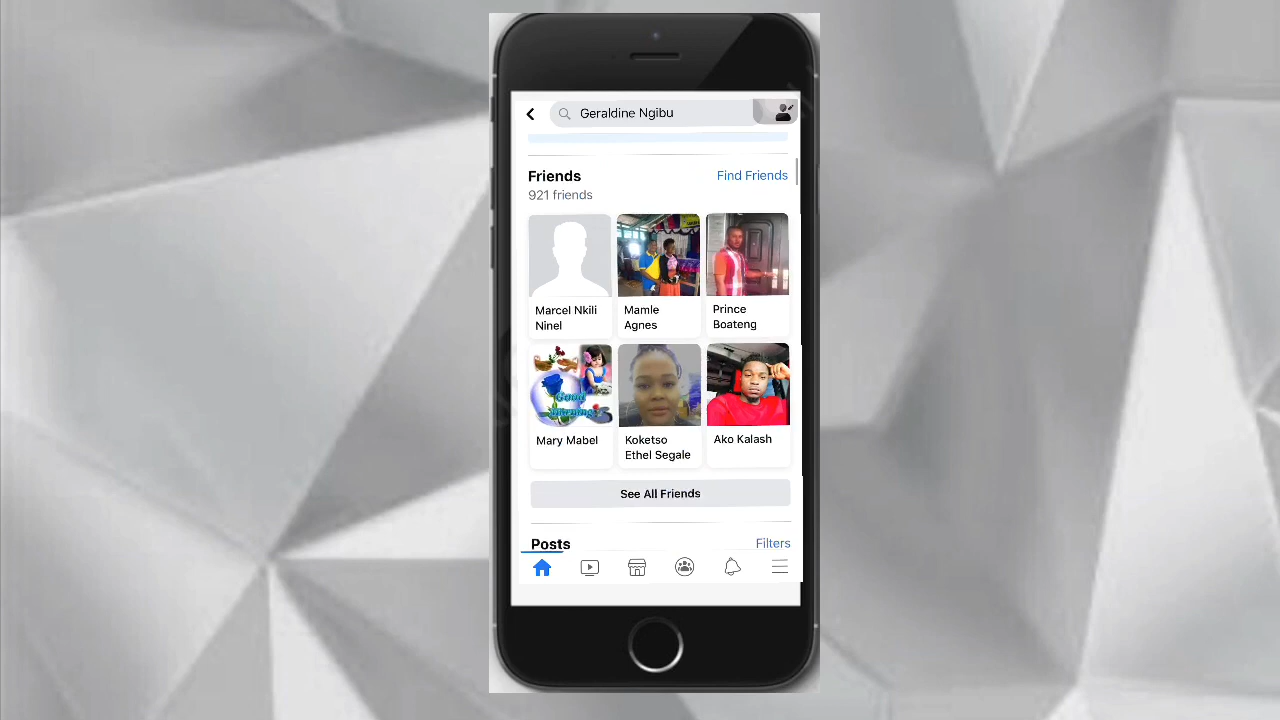 Geraldine Ngibu
Friends
Find Friends
921 friends
Marcel Nkili
Ninel
Mamle
Agnes
Prince
Boateng
Good
Mary Mabel
Koketso
Ethel Segale
Ako Kalash
See All Friends
Posts
Filters